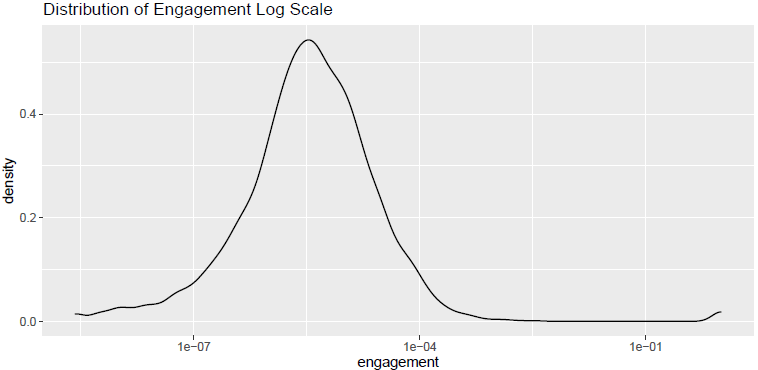 Distribution of Engagement Log Scale
density
0.4
0.2
0.0
1e−07
1e−04
1e−01
engagement